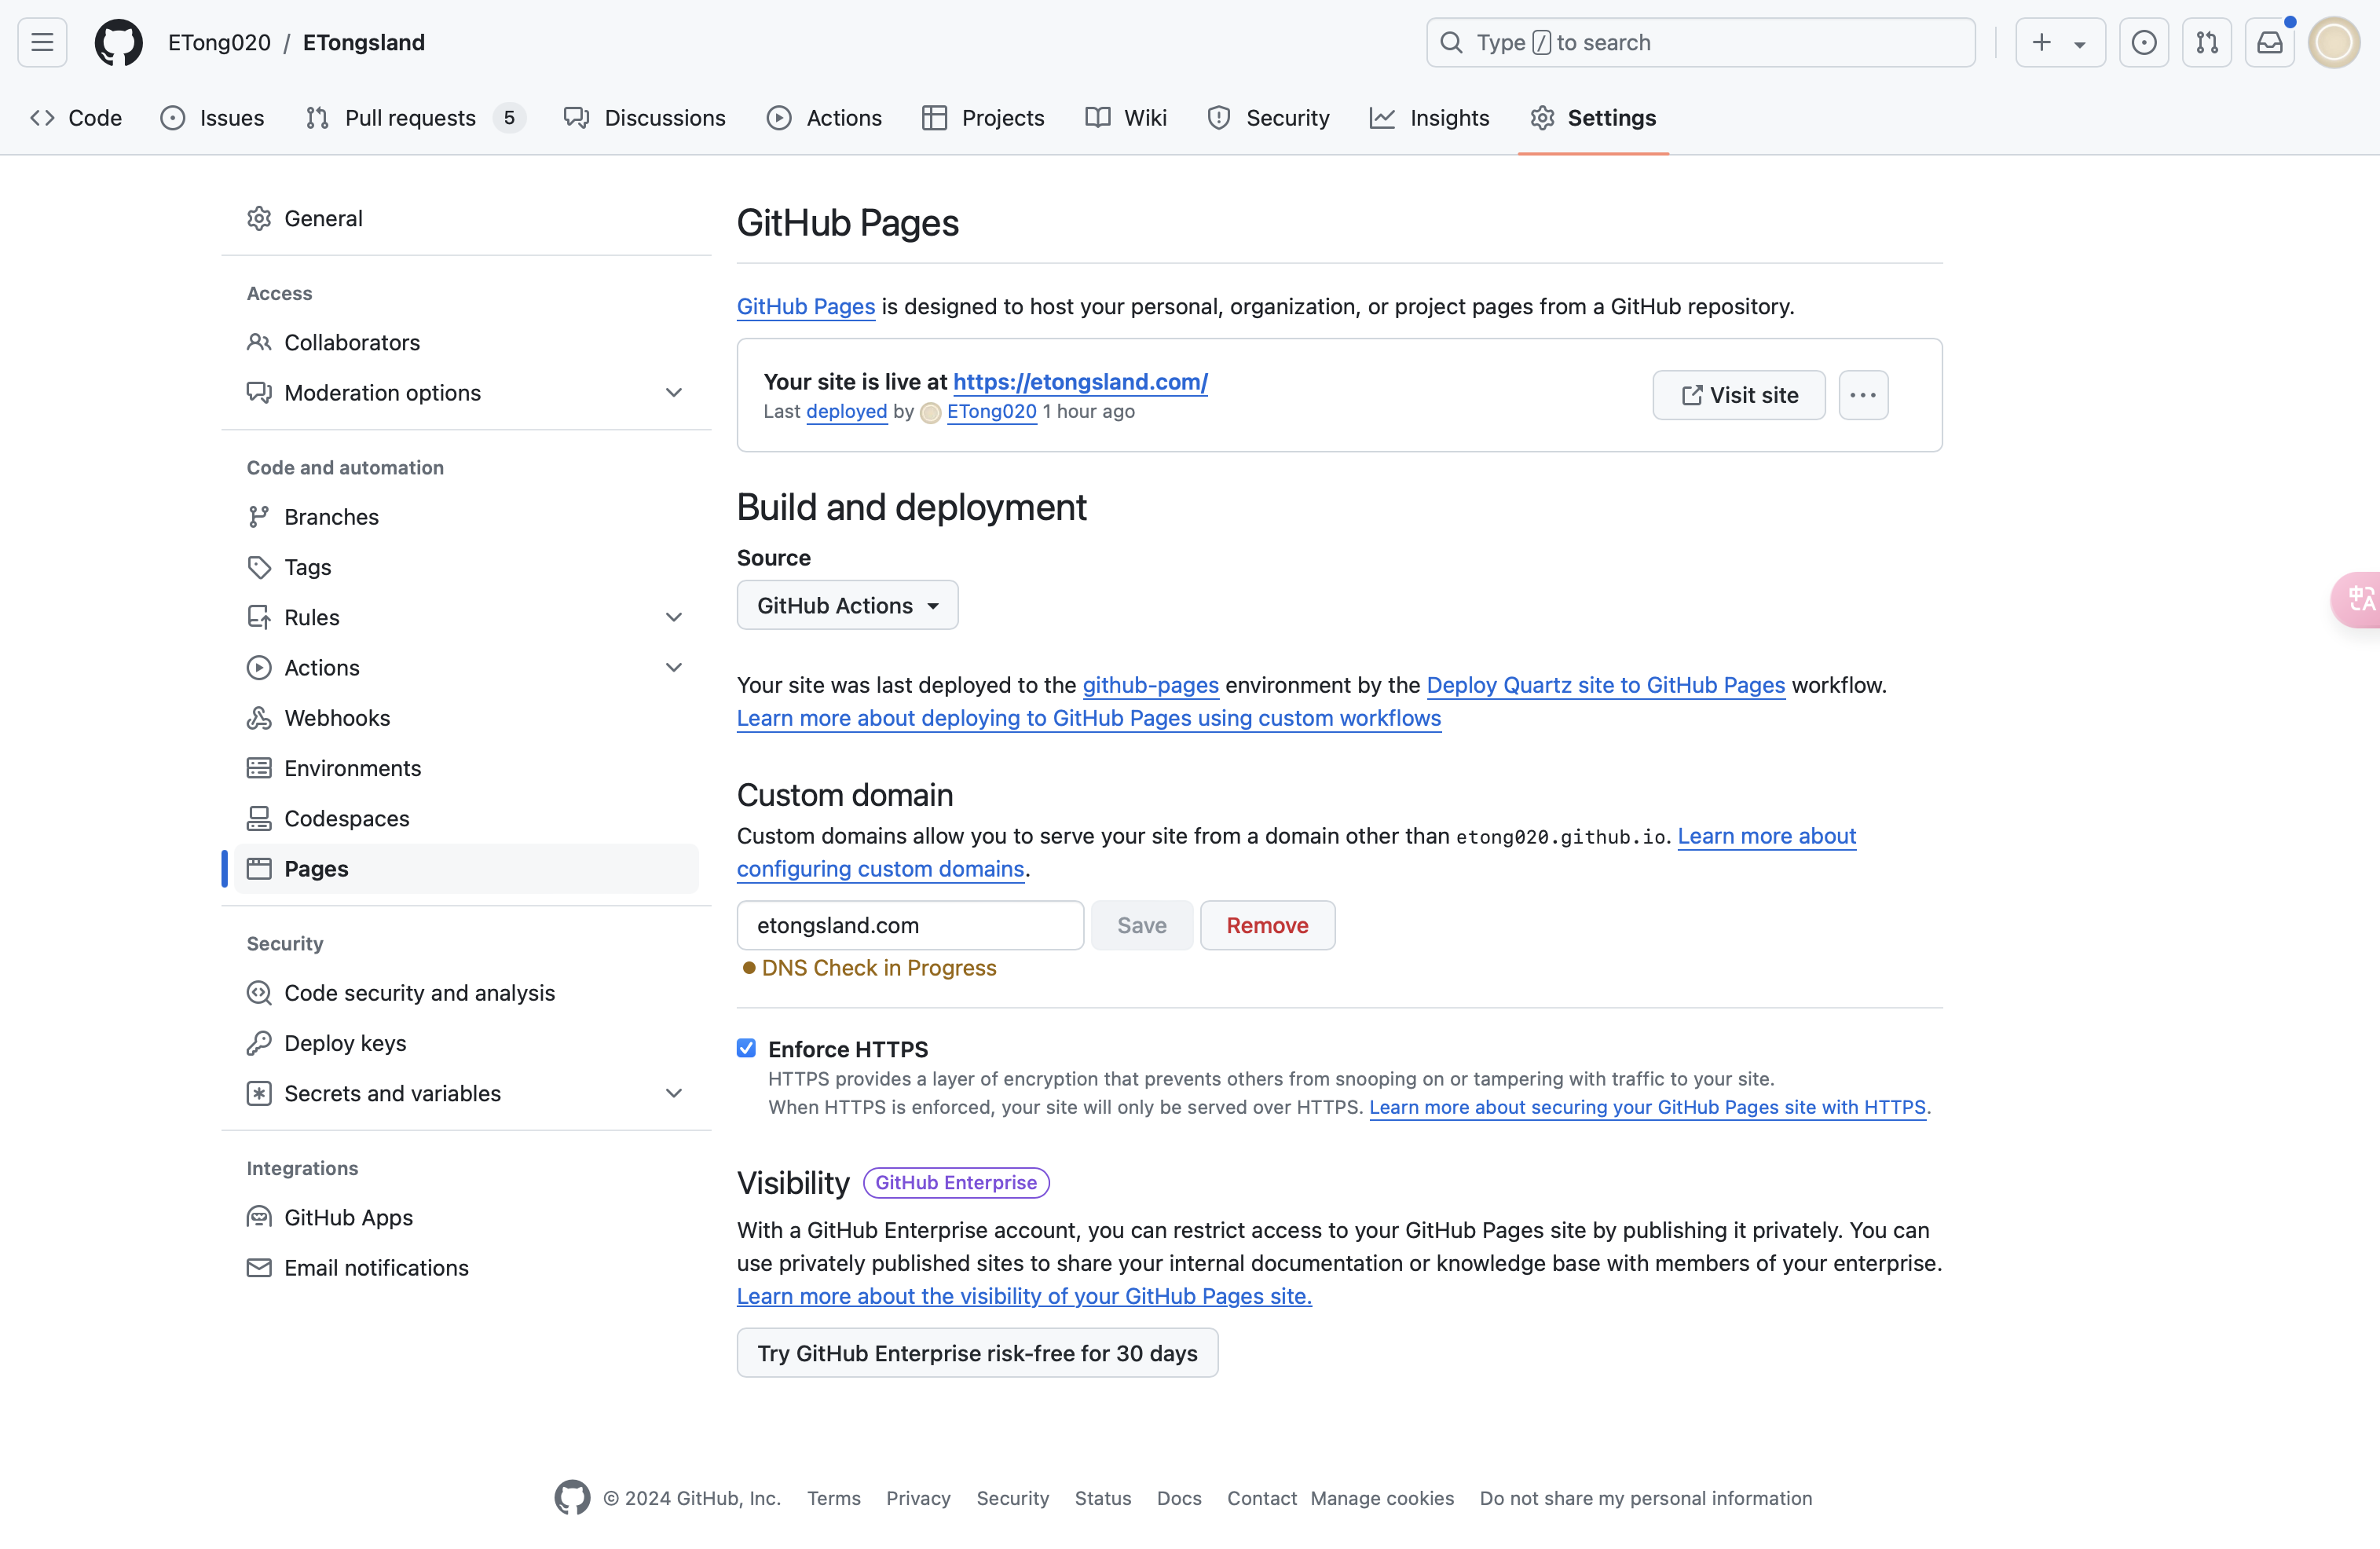 ETong020 / ETongsland
Type / to search
Code Issues Pull requests 5 Discussions Actions Projects Wiki Security Insights Settings
General
Access
Collaborators
Moderation options
Code and automation
Branches
Tags
Rules
Actions
Webhooks
Environments
Codespaces
Pages
Security
Code security and analysis
Deploy keys
Secrets and variables
Integrations
GitHub Apps
Email notifications
GitHub Pages
GitHub Pages is designed to host your personal, organization, or project pages from a GitHub repository.
Your site is live at https://etongsland.com/
Last deployed by ETong020 1 hour ago
Visit site
Build and deployment
Source
GitHub Actions
Your site was last deployed to the github-pages environment by the Deploy Quartz site to GitHub Pages workflow.
Learn more about deploying to GitHub Pages using custom workflows
Custom domain
Custom domains allow you to serve your site from a domain other than etong020.github.io. Learn more about
configuring custom domains.
etongsland.com Save Remove
DNS Check in Progress
Enforce HTTPS
HTTPS provides a layer of encryption that prevents others from snooping on or tampering with traffic to your site.
When HTTPS is enforced, your site will only be served over HTTPS. Learn more about securing your GitHub Pages site with HTTPS.
Visibility GitHub Enterprise
With a GitHub Enterprise account, you can restrict access to your GitHub Pages site by publishing it privately. You can
use privately published sites to share your internal documentation or knowledge base with members of your enterprise.
Learn more about the visibility of your GitHub Pages site.
Try GitHub Enterprise risk-free for 30 days
中 A
© 2024 GitHub, Inc. Terms Privacy Security Status Docs Contact Manage cookies Do not share my personal information